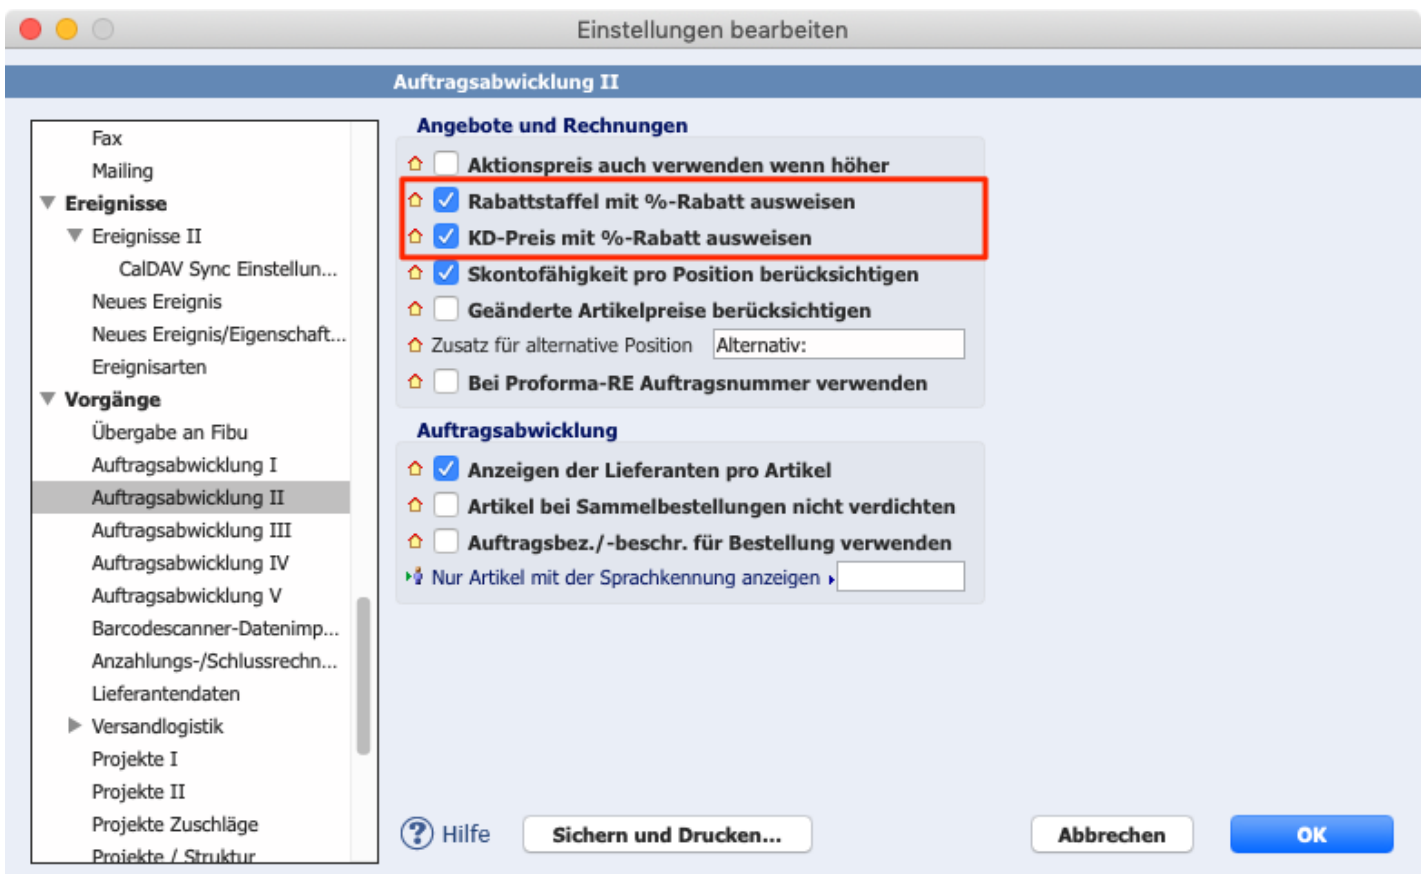 Einstellungen bearbeiten
Auftragsabwicklung II
Fax
Mailing
Ereignisse
Ereignisse II
CalDAV Sync Einstellun...
Neues Ereignis
Neues Ereignis/Eigenschaft...
Ereignisarten
Vorgänge
Übergabe an Fibu
Auftragsabwicklung I
Auftragsabwicklung II
Auftragsabwicklung III
Auftragsabwicklung IV
Auftragsabwicklung V
Barcodescanner-Datenimp...
Anzahlungs-/Schlussrechn...
Lieferantendaten
Versandlogistik
Projekte I
Projekte II
Projekte Zuschläge
Projekte / Struktur
Angebote und Rechnungen
Aktionspreis auch verwenden wenn höher
Rabattstaffel mit %-Rabatt ausweisen
KD-Preis mit %-Rabatt ausweisen
Skontofähigkeit pro Position berücksichtigen
Geänderte Artikelpreise berücksichtigen
Zusatz für alternative Position Alternativ:
Bei Proforma-RE Auftragsnummer verwenden
Auftragsabwicklung
Anzeigen der Lieferanten pro Artikel
Artikel bei Sammelbestellungen nicht verdichten
Auftragsbez./-beschr. für Bestellung verwenden
Nur Artikel mit der Sprachkennung anzeigen
? Hilfe
Sichern und Drucken...
Abbrechen
OK